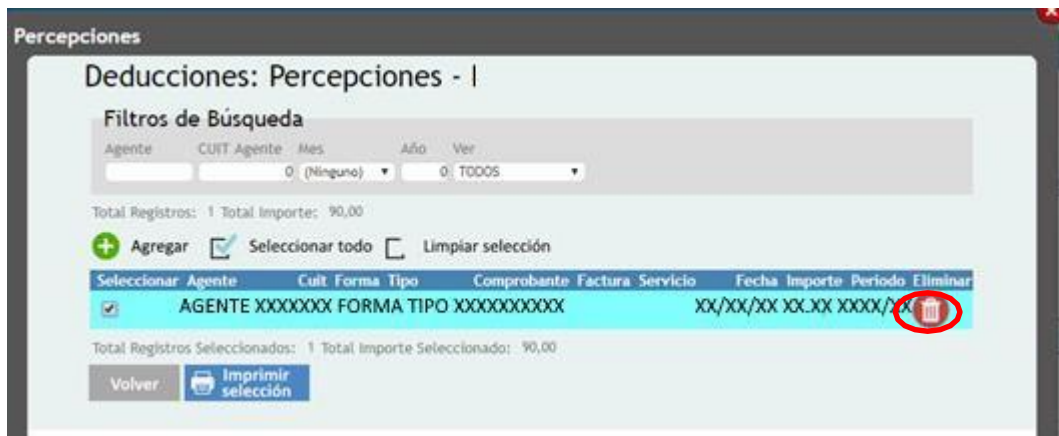 Percepciones
Deducciones: Percepciones - I
Filtros de Búsqueda
Agente CUIT Agente Mes Año Ver
0 (Ninguno) 0 TODOS
Total Registros: 1 Total Importe: 90,00
Agregar Seleccionar todo Limpiar selección
Seleccionar Agente Cuit Forma Tipo Comprobante Factura Servicio Fecha Importe Periodo Eliminar
AGENTE XXXXXXX FORMA TIPO XXXXXXXXXX XX/XX/XX XX.XX XXXX/XX
Total Registros Seleccionados: 1 Total Importe Seleccionado: 90,00
Volver Imprimir
selección